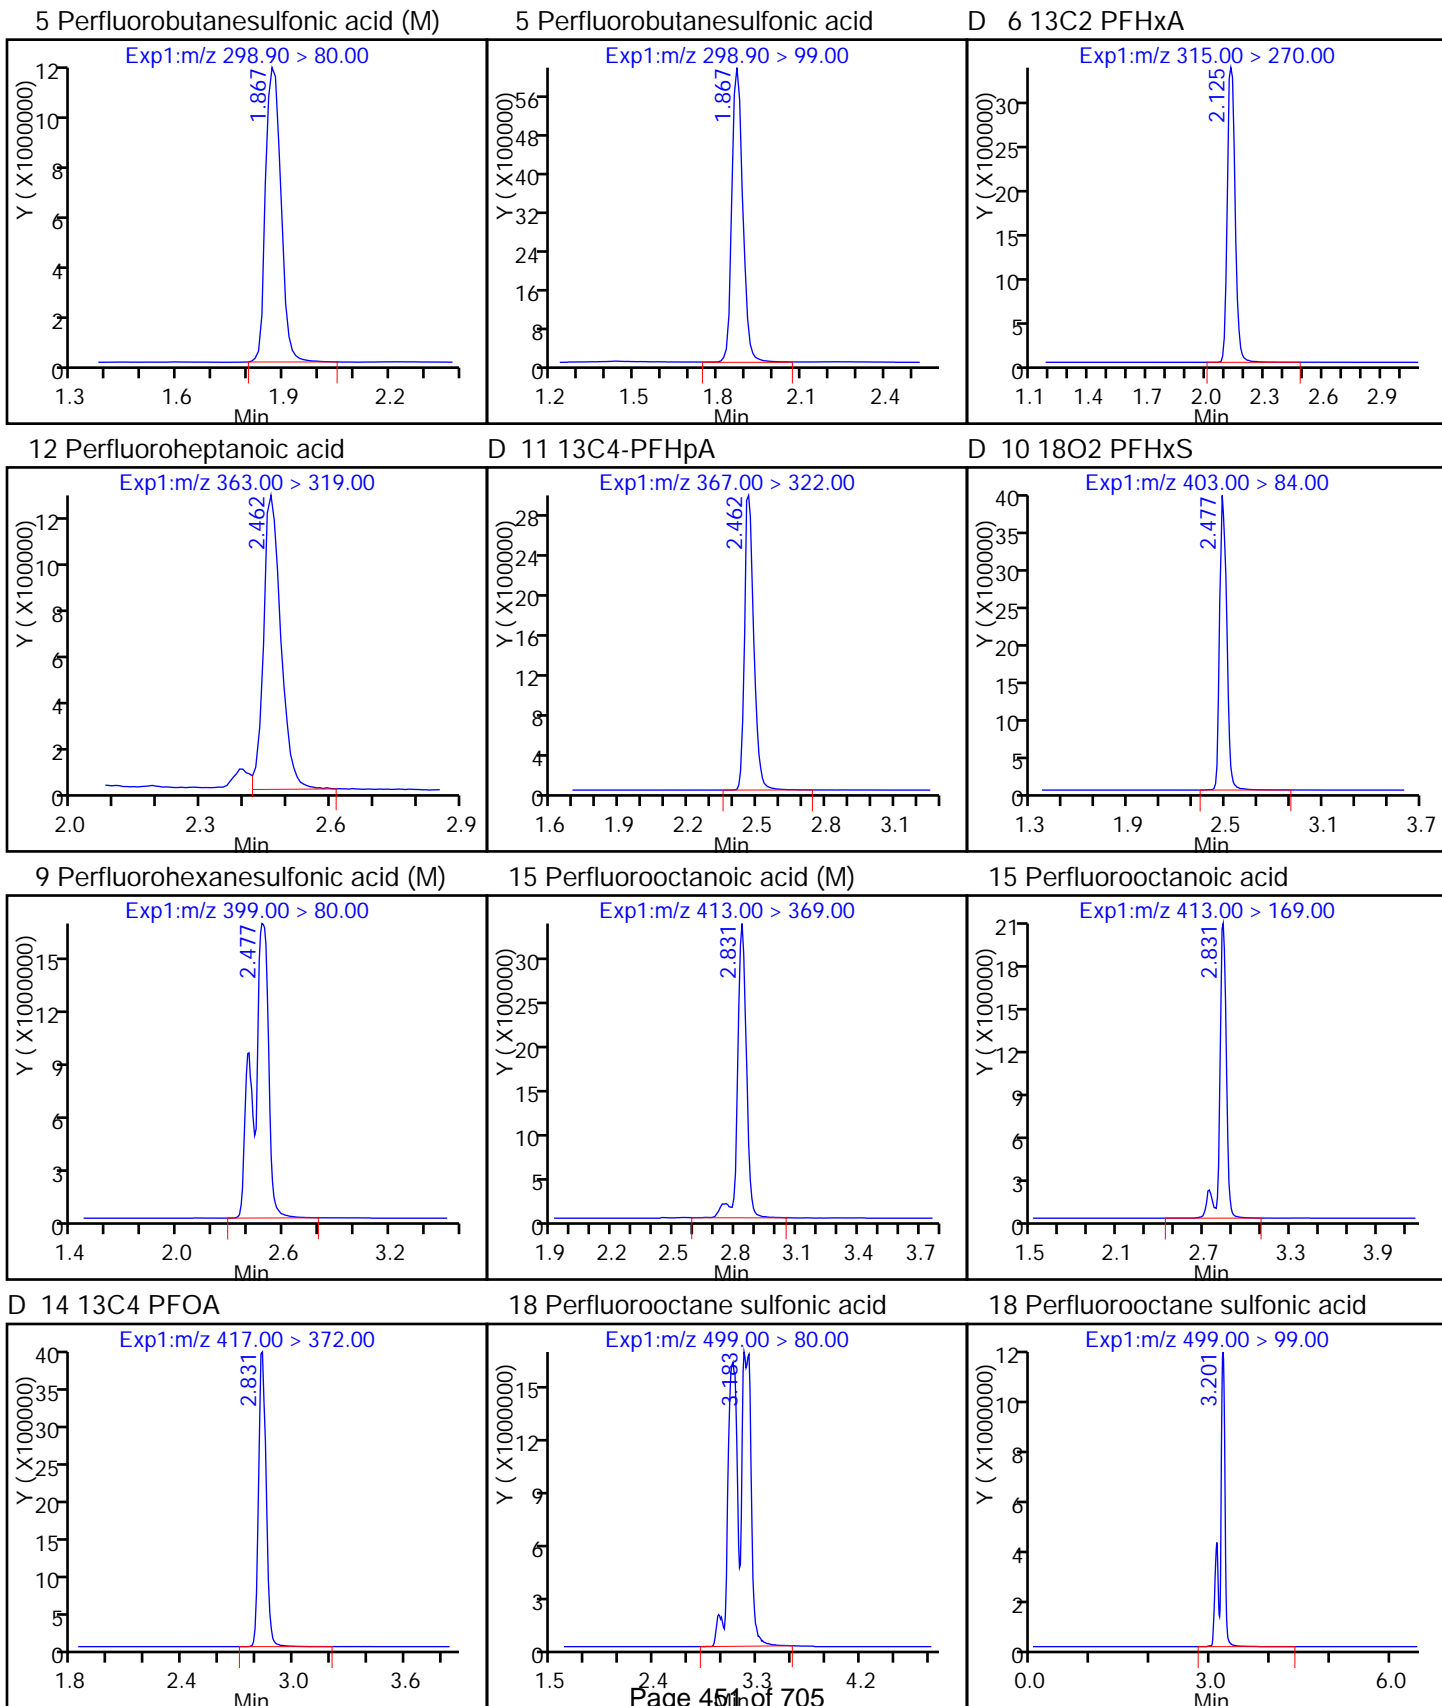 5 Perfluorobutanesulfonic acid (M)
Exp1:m/z 298.90 > 80.00
1.867
Y ( X1000000)
12
10
8
6
4
2
0
1.3 1.6 1.9 2.2
Min
5 Perfluorobutanesulfonic acid
Exp1:m/z 298.90 > 99.00
1.867
Y ( X100000)
56
48
40
32
24
16
8
0
1.2 1.5 1.8 2.1 2.4
Min
D 6 13C2 PFHxA
Exp1:m/z 315.00 > 270.00
2.125
Y ( X100000)
30
25
20
15
10
5
0
1.1 1.4 1.7 2.0 2.3 2.6 2.9
Min
12 Perfluoroheptanoic acid
Exp1:m/z 363.00 > 319.00
2.462
Y ( X100000)
12
10
8
6
4
2
0
2.0 2.3 2.6 2.9
Min
D 11 13C4-PFHpA
Exp1:m/z 367.00 > 322.00
2.462
Y ( X100000)
28
24
20
16
12
8
4
0
1.6 1.9 2.2 2.5 2.8 3.1
Min
D 10 18O2 PFHxS
Exp1:m/z 403.00 > 84.00
2.477
Y ( X100000)
40
35
30
25
20
15
10
5
0
1.3 1.9 2.5 3.1 3.7
Min
9 Perfluorohexanesulfonic acid (M)
Exp1:m/z 399.00 > 80.00
2.477
Y ( X1000000)
15
12
9
6
3
0
1.4 2.0 2.6 3.2
Min
15 Perfluorooctanoic acid (M)
Exp1:m/z 413.00 > 369.00
2.831
Y ( X100000)
30
25
20
15
10
5
0
1.9 2.2 2.5 2.8 3.1 3.4 3.7
Min
15 Perfluorooctanoic acid
Exp1:m/z 413.00 > 169.00
2.831
Y ( X100000)
21
18
15
12
9
6
3
0
1.5 2.1 2.7 3.3 3.9
Min
D 14 13C4 PFOA
Exp1:m/z 417.00 > 372.00
2.831
Y ( X100000)
40
35
30
25
20
15
10
5
0
1.8 2.4 3.0 3.6
Min
18 Perfluorooctane sulfonic acid
Exp1:m/z 499.00 > 80.00
3.183
Y ( X1000000)
15
12
9
6
3
0
1.5 2.4 3.3 4.2
Min
18 Perfluorooctane sulfonic acid
Exp1:m/z 499.00 > 99.00
3.201
Y ( X1000000)
12
10
8
6
4
2
0
0.0 3.0 6.0
Min
Page 451 of 705